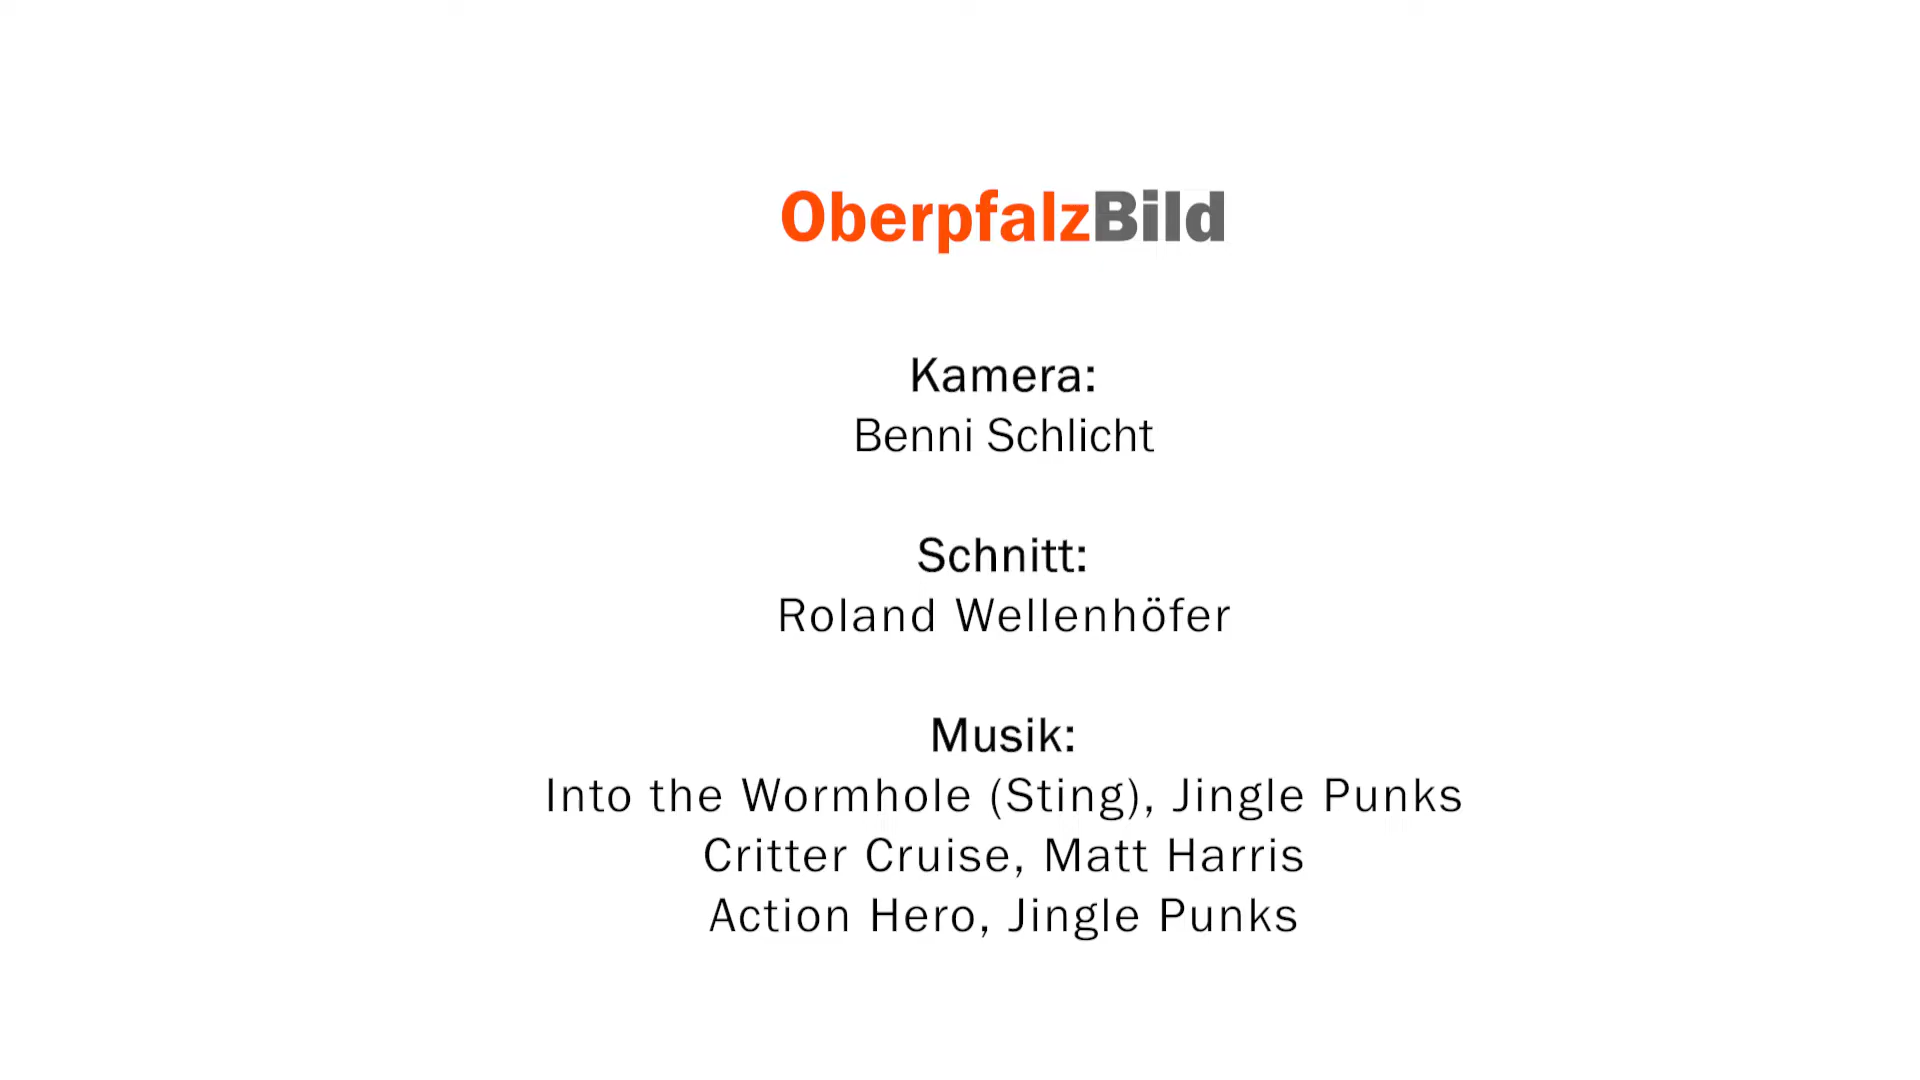 OberpfalzBild
Kamera:
Benni Schlicht
Schnitt:
Roland Wellenhöfer
Musik:
Into the Wormhole (Sting), Jingle Punks
Critter Cruise, Matt Harris
Action Hero, Jingle Punks